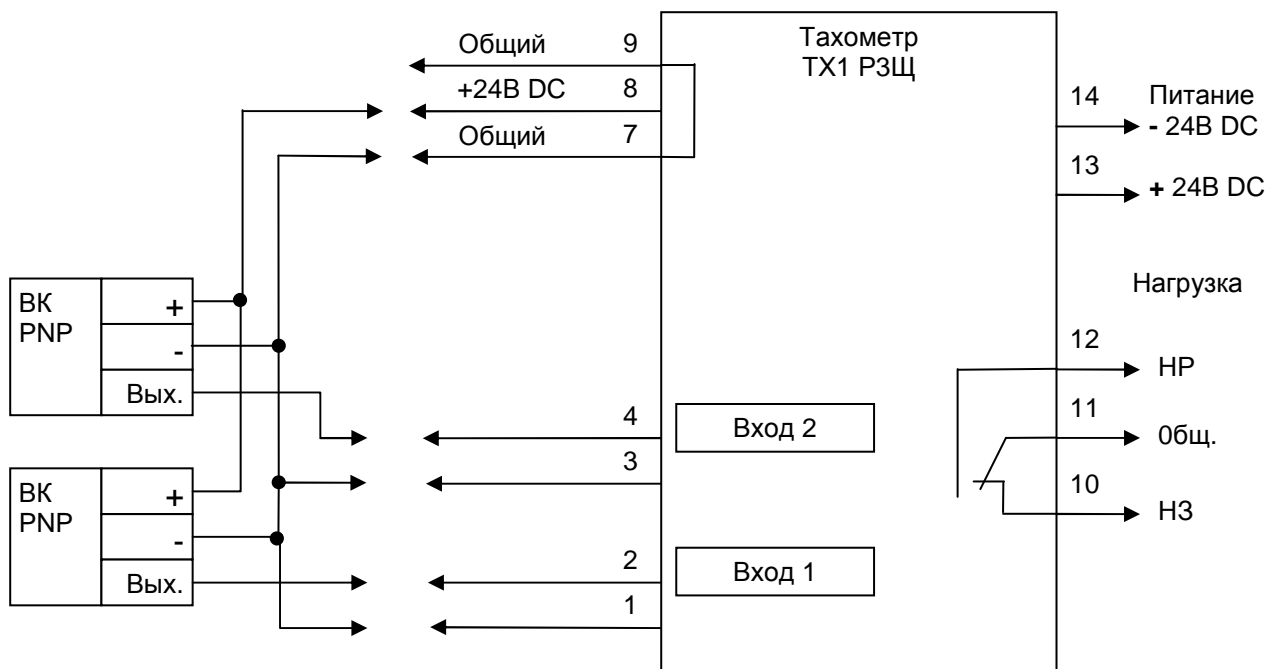 Общий 9
+24В DC 8
Общий 7
Тахометр
ТХ1 РЗЩ
14 Питание
- 24В DC
13
+ 24В DC
Нагрузка
12
НР
11
0бщ.
10
НЗ
ВК
PNP
+
-
Вых.
ВК
PNP
+
-
Вых.
4
Вход 2
3
2
Вход 1
1